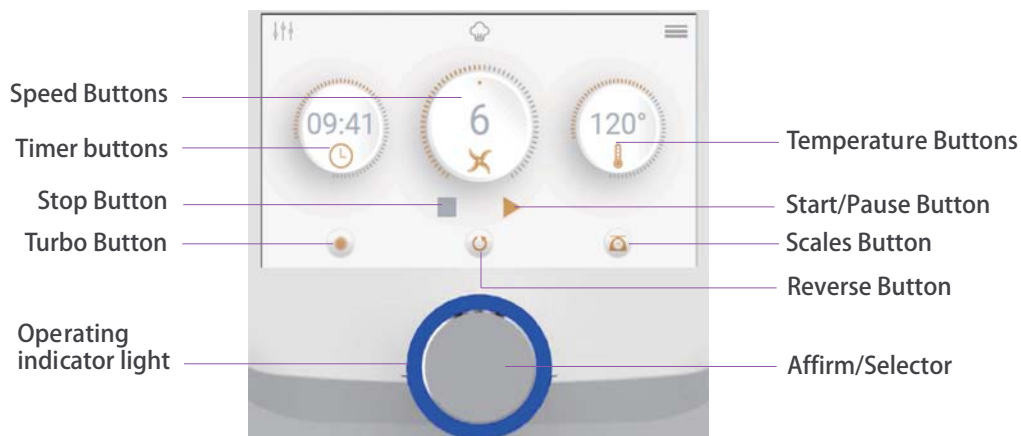 Speed Buttons
09:41
6
120°
Timer buttons
Temperature Buttons
Stop Button
Start/Pause Button
Turbo Button
Scales Button
Reverse Button
Operating
indicator light
Affirm/Selector